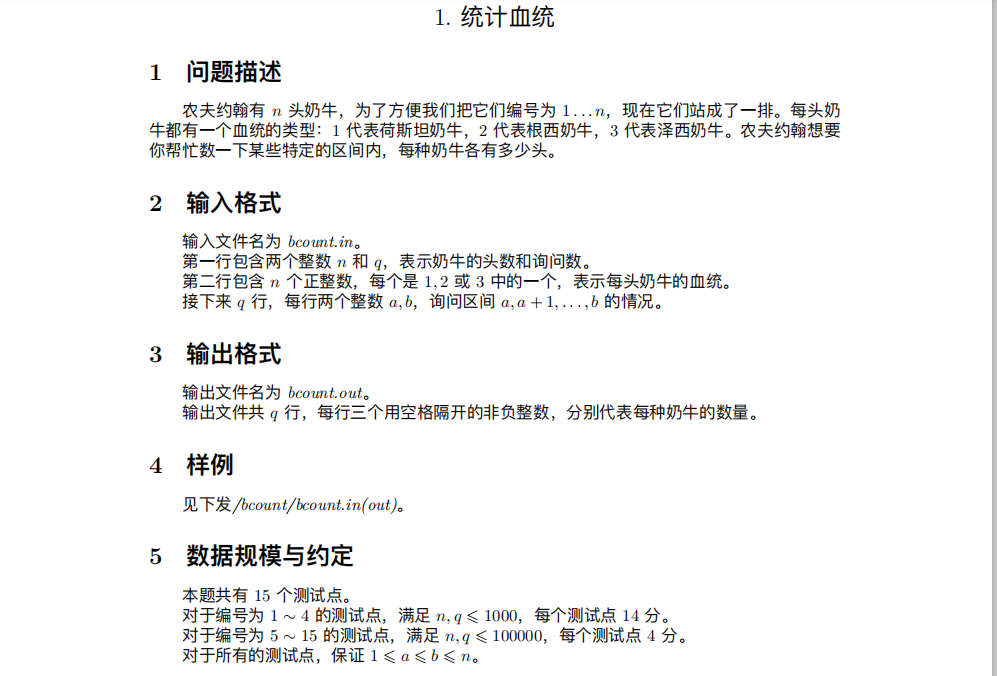 1. 统计血统
1 问题描述
农夫约翰有 n 头奶牛，为了方便我们把它们编号为 1...n，现在它们站成了一排。每头奶
牛都有一个血统的类型：1 代表荷斯坦奶牛，2 代表根西奶牛，3 代表泽西奶牛。农夫约翰想要
你帮忙数一下某些特定的区间内，每种奶牛各有多少头。
2 输入格式
输入文件名为 bcount.in。
第一行包含两个整数 n 和 q，表示奶牛的头数和询问数。
第二行包含 n 个正整数，每个是 1,2 或 3 中的一个，表示每头奶牛的血统。
接下来 q 行，每行两个整数 a,b，询问区间 a,a+1,...,b 的情况。
3 输出格式
输出文件名为 bcount.out。
输出文件共 q 行，每行三个用空格隔开的非负整数，分别代表每种奶牛的数量。
4 样例
见下发/bcount/bcount.in(out)。
5 数据规模与约定
本题共有 15 个测试点。
对于编号为 1 ∼ 4 的测试点，满足 n,q ⩽ 1000，每个测试点 14 分。
对于编号为 5 ∼ 15 的测试点，满足 n,q ⩽ 100000，每个测试点 4 分。
对于所有的测试点，保证 1 ⩽ a ⩽ b ⩽ n。